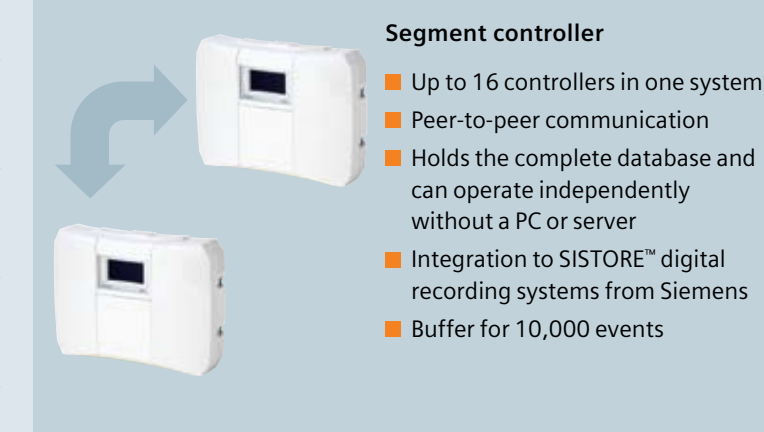 Segment controller
Up to 16 controllers in one system
Peer-to-peer communication
Holds the complete database and
can operate independently
without a PC or server
Integration to SISTORE™ digital
recording systems from Siemens
Buffer for 10,000 events